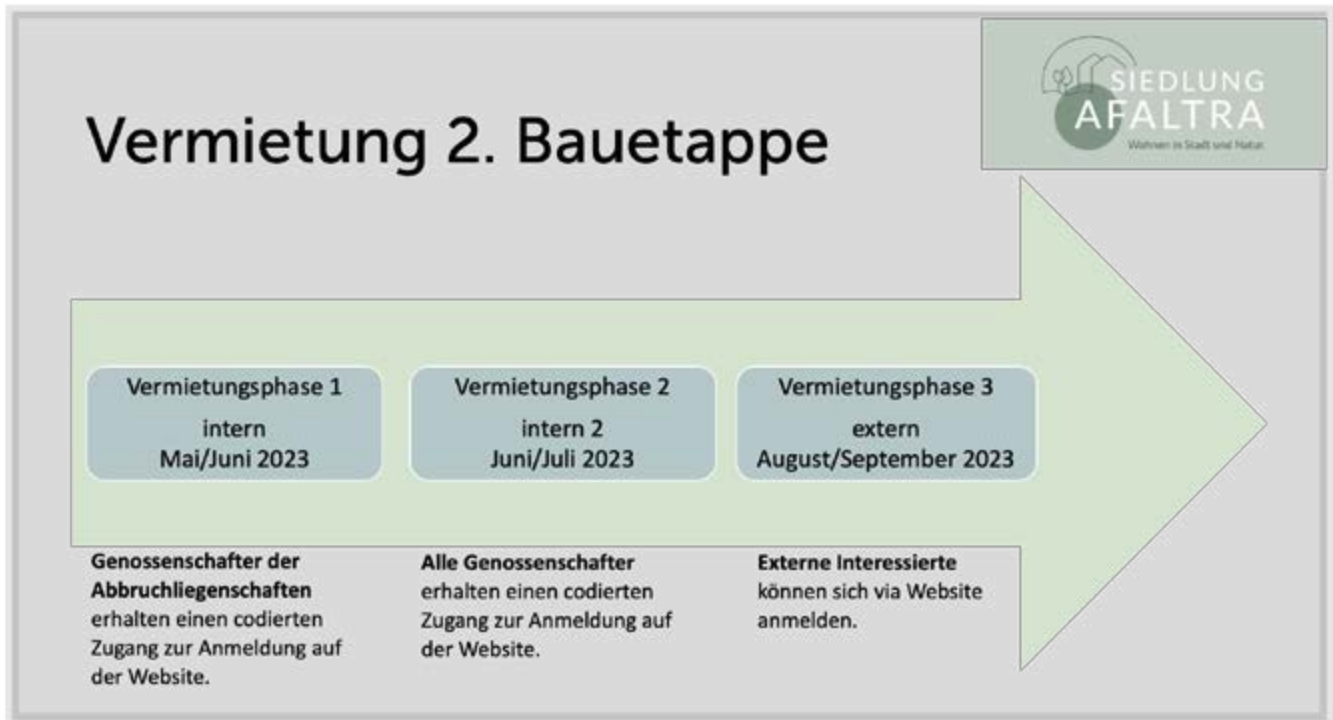 SIEDLUNG
AFALTRA
Wohnen in Stadt und Natur.
Vermietung 2. Bauetappe
Vermietungsphase 1
intern
Mai/Juni 2023
Vermietungsphase 2
intern 2
Juni/Juli 2023
Vermietungsphase 3
extern
August/September 2023
Genossenschafter der
Abbruchliegenschaften
erhalten einen codierten
Zugang zur Anmeldung auf
der Website.
Alle Genossenschafter
erhalten einen codierten
Zugang zur Anmeldung auf
der Website.
Externe Interessierte
können sich via Website
anmelden.